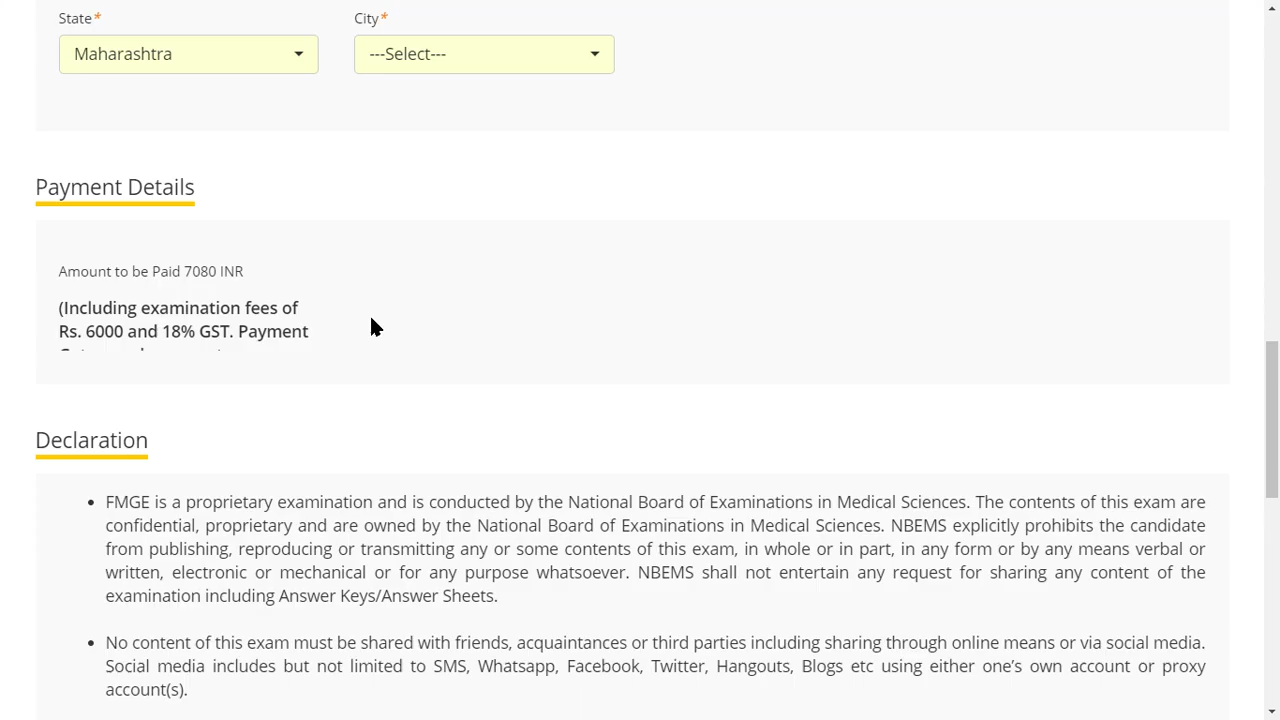 State*
City*
Maharashtra
---Select---
Payment Details
Amount to be Paid 7080 INR
(Including examination fees of
Rs. 6000 and 18% GST. Payment
Declaration
• FMGE is a proprietary examination and is conducted by the National Board of Examinations in Medical Sciences. The contents of this exam are
confidential, proprietary and are owned by the National Board of Examinations in Medical Sciences. NBEMS explicitly prohibits the candidate
from publishing, reproducing or transmitting any or some contents of this exam, in whole or in part, in any form or by any means verbal or
written, electronic or mechanical or for any purpose whatsoever. NBEMS shall not entertain any request for sharing any content of the
examination including Answer Keys/Answer Sheets.
• No content of this exam must be shared with friends, acquaintances or third parties including sharing through online means or via social media.
Social media includes but not limited to SMS, Whatsapp, Facebook, Twitter, Hangouts, Blogs etc using either one’s own account or proxy
account(s).